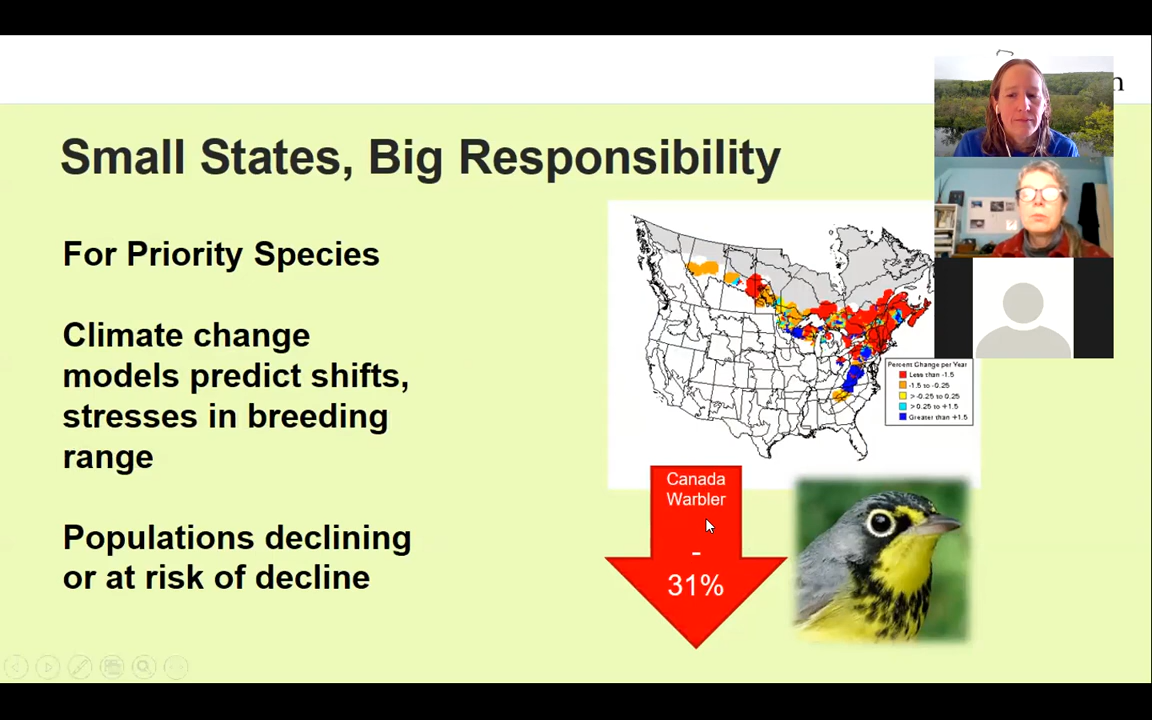 Small States, Big Responsibility
For Priority Species
Climate change
models predict shifts,
stresses in breeding
range
Populations declining
or at risk of decline
Percent Change per Year
Less than -1.5
-1.5 to -0.25
> -0.25 to 0.25
> 0.25 to +1.5
Greater than +1.5
Canada
Warbler
-
31%